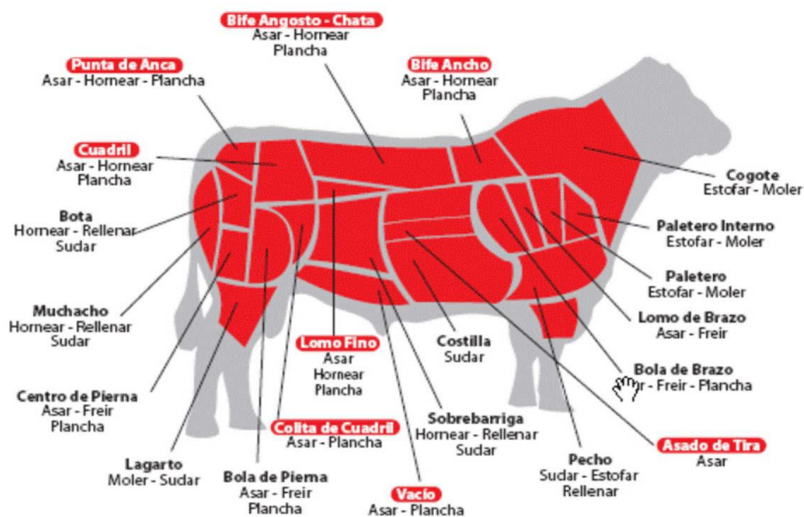 Bife Angosto - Chata
Asar - Hornear
Plancha
Punta de Anca
Asar - Hornear - Plancha
Bife Ancho
Asar - Hornear
Plancha
Cuadril
Asar - Hornear
Plancha
Cogote
Estofar - Moler
Bota
Hornear - Rellenar
Sudar
Paletero Interno
Estofar - Moler
Paletero
Estofar - Moler
Muchacho
Hornear - Rellenar
Sudar
Lomo de Brazo
Asar - Freir
Lomo Fino
Asar
Hornear
Plancha
Costilla
Sudar
Bola de Brazo
- Freir - Plancha
Centro de Pierna
Asar - Freir
Plancha
Colita de Cuadril
Asar - Plancha
Sobrebarriga
Hornear - Rellenar
Sudar
Asado de Tira
Asar
Lagarto
Moler - Sudar
Bola de Pierna
Asar - Freir
Plancha
Vacío
Asar - Plancha
Pecho
Sudar - Estofar
Rellenar